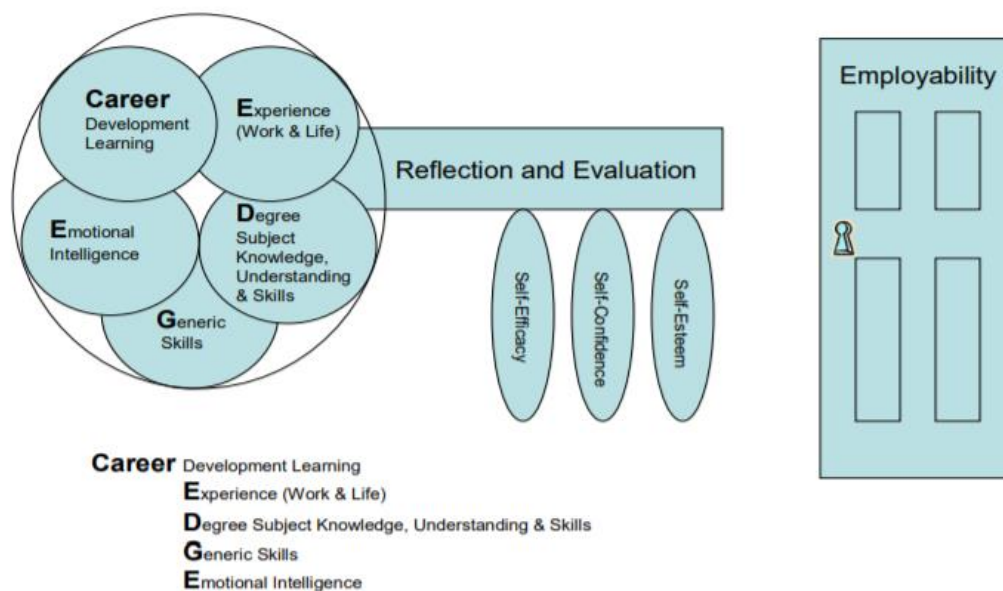 Career
Development
Learning
Experience
(Work & Life)
Emotional
Intelligence
Degree
Subject
Knowledge,
Understanding
& Skills
Generic
Skills
Reflection and Evaluation
Self-Efficacy
Self-Confidence
Self-Esteem
Employability
Career Development Learning
Experience (Work & Life)
Degree Subject Knowledge, Understanding & Skills
Generic Skills
Emotional Intelligence